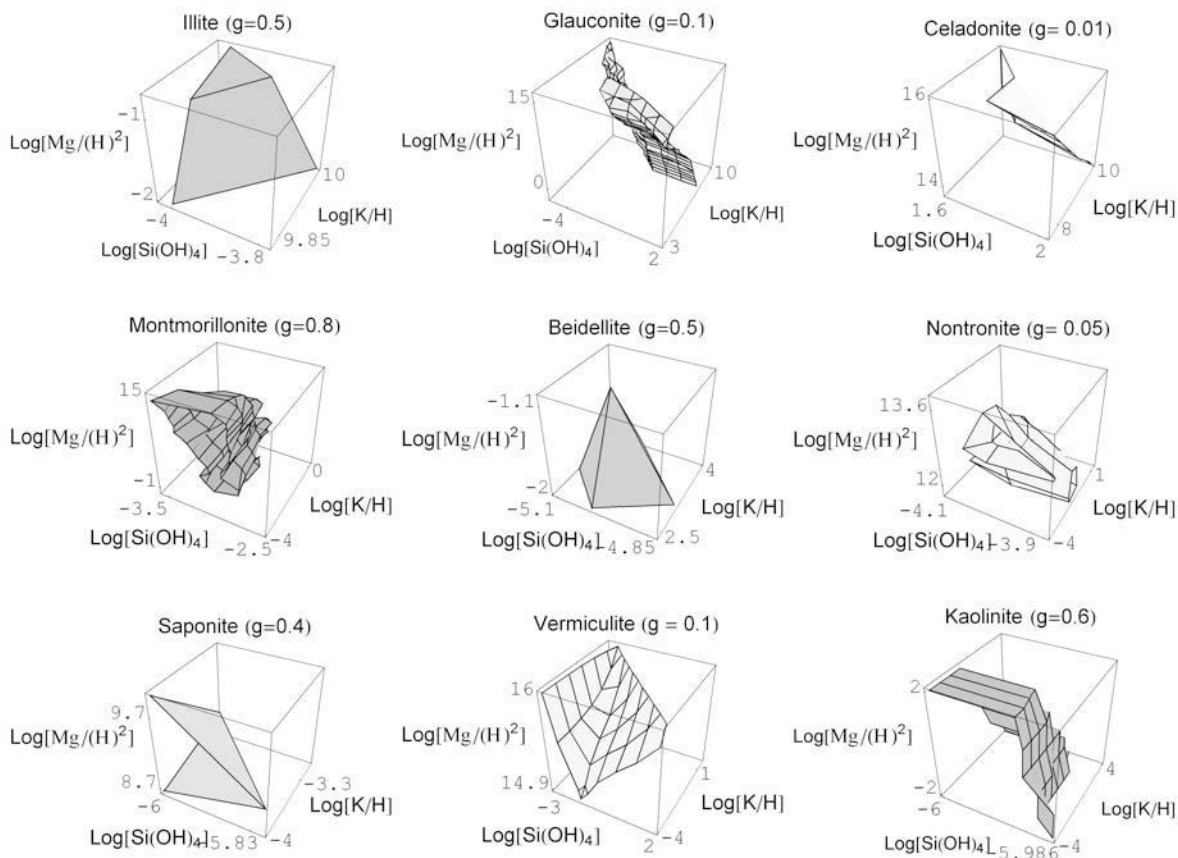 Illite (g=0.5)
-1
Log[Mg/(H)²]
-2
-4
10
Log[K/H]
9.85
Log[Si(OH)₄]
-3.8
Glauconite (g=0.1)
15
Log[Mg/(H)²]
0
-4
10
Log[K/H]
3
Log[Si(OH)₄]
2
Celadonite (g= 0.01)
16
Log[Mg/(H)²]
14
1.6
10
Log[K/H]
8
Log[Si(OH)₄]
2
Montmorillonite (g=0.8)
15
Log[Mg/(H)²]
-1
-3.5
0
Log[K/H]
Log[Si(OH)₄]
-2.5
-4
Beidellite (g=0.5)
-1.1
Log[Mg/(H)²]
-2
-5.1
4
Log[K/H]
2.5
Log[Si(OH)₄]
-4.85
Nontronite (g= 0.05)
13.6
Log[Mg/(H)²]
12
-4.1
1
Log[K/H]
Log[Si(OH)₄]
-3.9
-4
Saponite (g=0.4)
9.7
Log[Mg/(H)²]
8.7
-6
-3.3
Log[K/H]
Log[Si(OH)₄]
-5.83
-4
Vermiculite (g = 0.1)
16
Log[Mg/(H)²]
14.9
-3
1
Log[K/H]
Log[Si(OH)₄]
2
-4
Kaolinite (g=0.6)
2
Log[Mg/(H)²]
-2
-6
4
Log[K/H]
Log[Si(OH)₄]
-5.986
-4